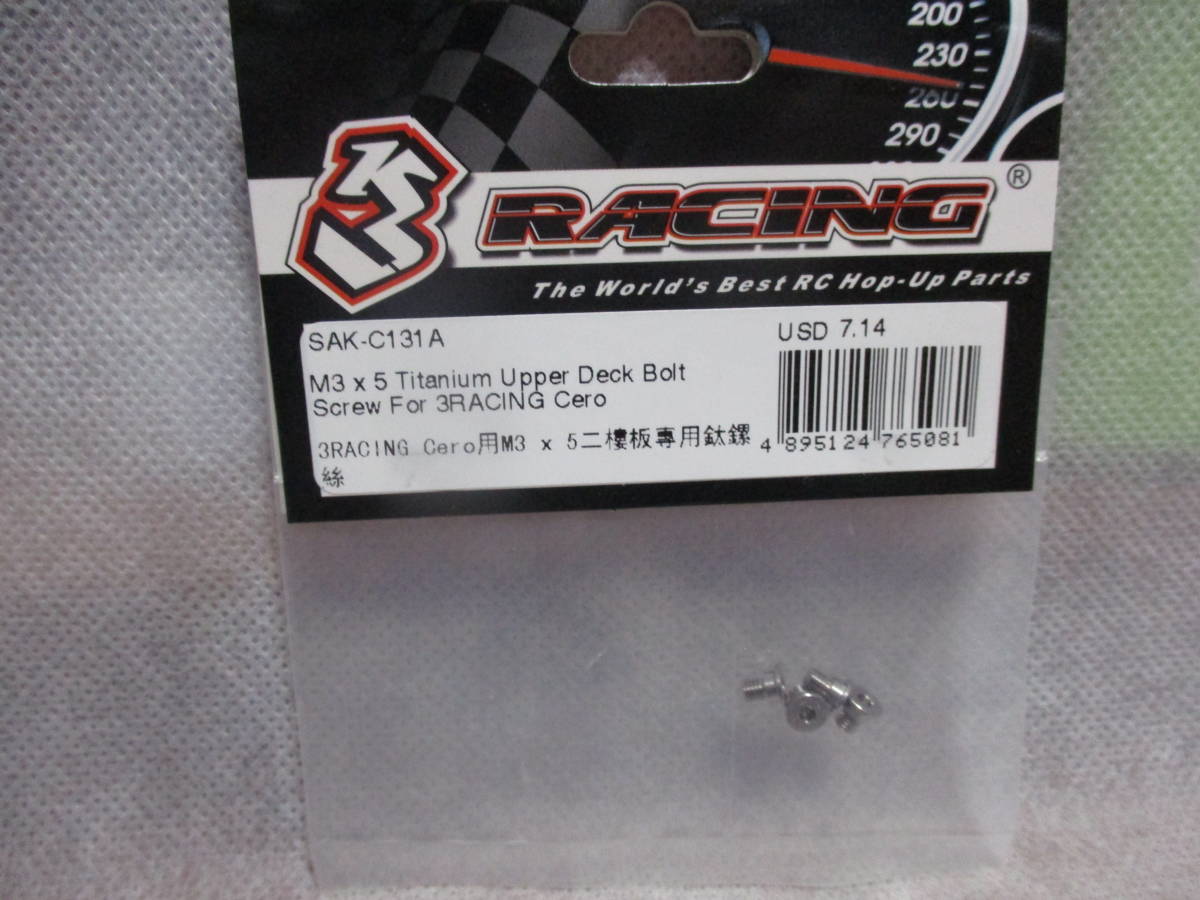 200
230
260
290
3 RACING ®
The World's Best RC Hop-Up Parts
SAK-C131A
USD 7.14
M3 x 5 Titanium Upper Deck Bolt
Screw For 3RACING Cero
3RACING Cero用M3 x 5二樓板專用鈦鏍
絲
4 895124 765081